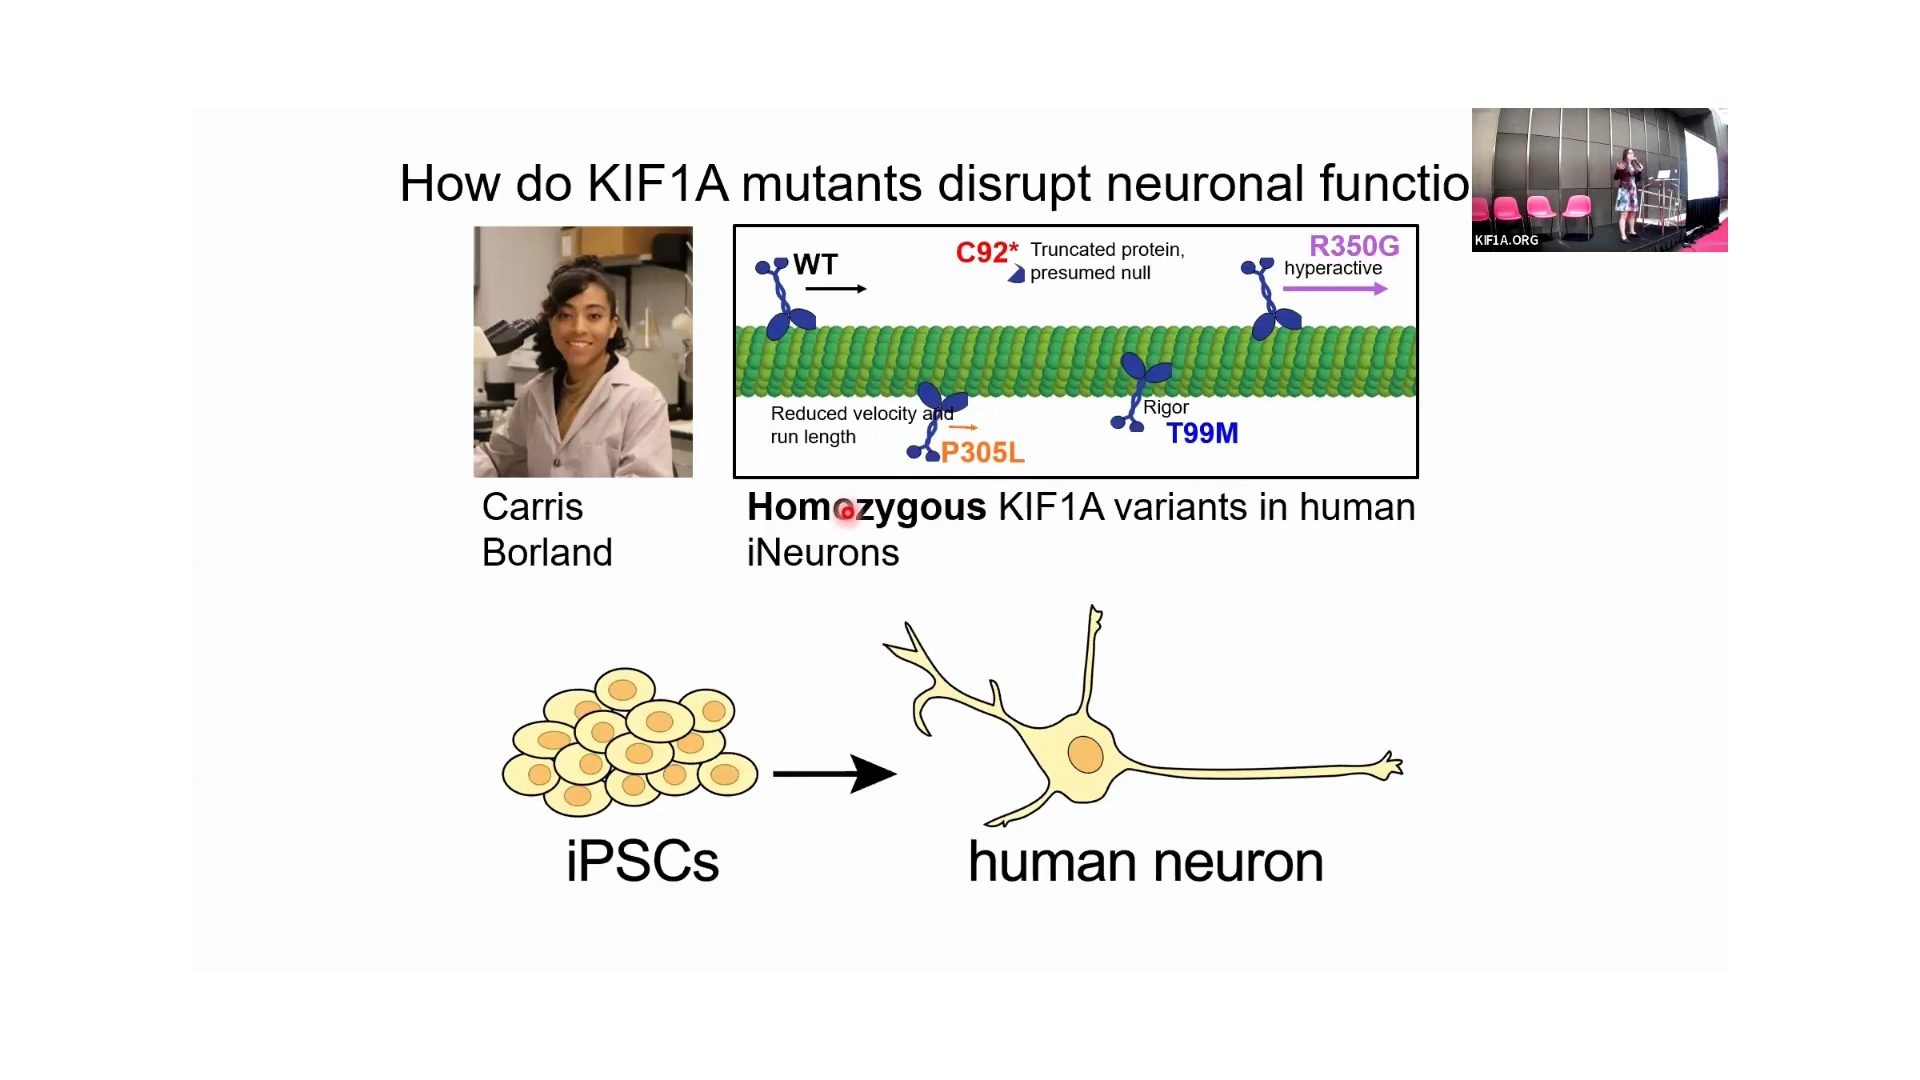 How do KIF1A mutants disrupt neuronal functio
KIF1A.ORG
WT
C92*
Truncated protein,
presumed null
R350G
hyperactive
Reduced velocity and
run length
P305L
Rigor
T99M
Carris
Borland
Homozygous KIF1A variants in human
iNeurons
iPSCs
human neuron